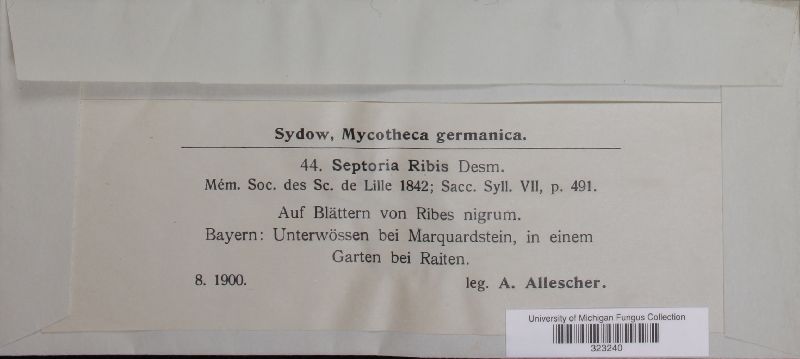 Sydow, Mycotheca germanica.
44. Septoria Ribis Desm.
Mém. Soc. des Sc. de Lille 1842; Sacc. Syll. VII, p. 491.
Auf Blättern von Ribes nigrum.
Bayern: Unterwössen bei Marquardstein, in einem
Garten bei Raiten.
8. 1900. leg. A. Allescher.
University of Michigan Fungus Collection
323240